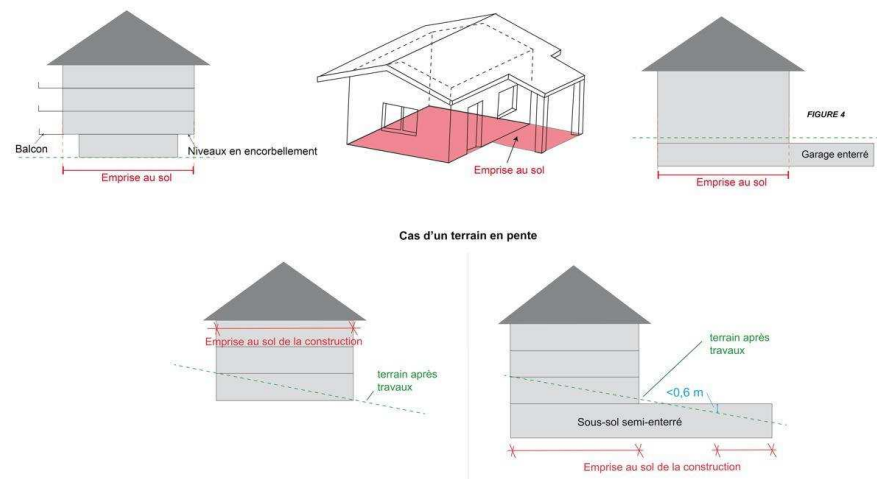 FIGURE 4
Balcon
Niveaux en encorbellement
Garage enterré
Emprise au sol
Emprise au sol
Emprise au sol
Cas d'un terrain en pente
Emprise au sol de la construction
terrain après
travaux
terrain après
travaux
<0,6 m
Sous-sol semi-enterré
Emprise au sol de la construction